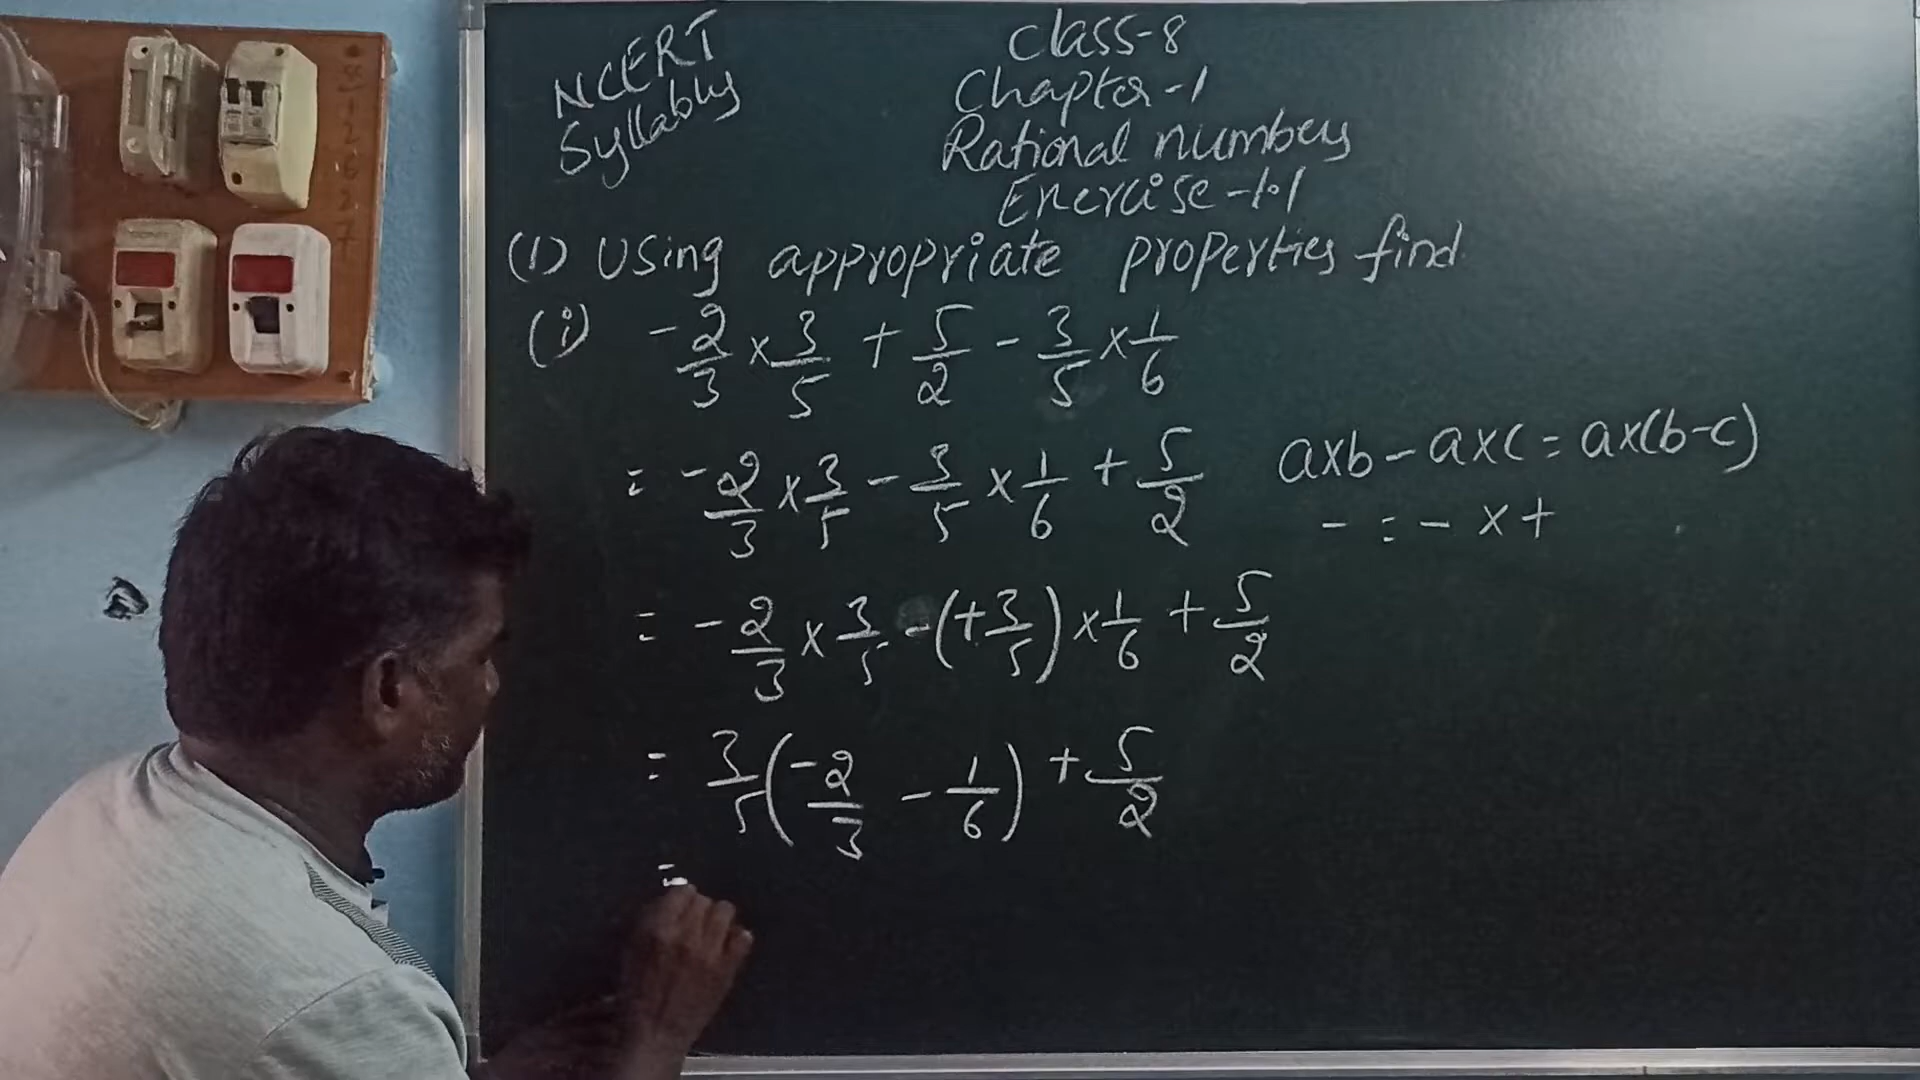 NCERT
Syllabus
Class-8
Chapter-1
Rational numbers
Exercise-1.1
(1) Using appropriate properties find
(i) -2/3 × 3/5 + 5/2 - 3/5 × 1/6
= -2/3 × 3/5 - 3/5 × 1/6 + 5/2
a×b - a×c = a×(b-c)
- = - × +
= -2/3 × 3/5 - (+3/5) × 1/6 + 5/2
= 3/5 (-2/3 - 1/6) + 5/2
=